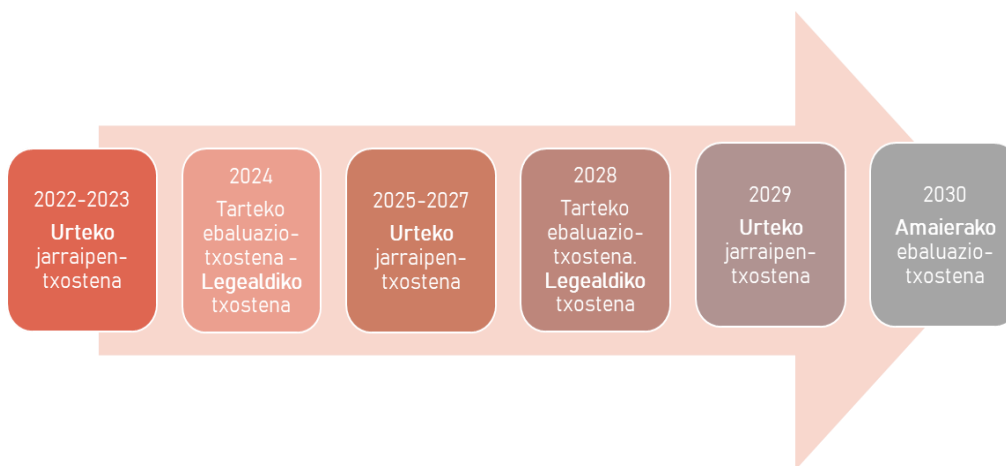 2022-2023
Urteko
jarraipen-
txostena
2024
Tarteko
ebaluazio-
txostena -
Legealdiko
txostena
2025-2027
Urteko
jarraipen-
txostena
2028
Tarteko
ebaluazio-
txostena.
Legealdiko
txostena
2029
Urteko
jarraipen-
txostena
2030
Amaierako
ebaluazio-
txostena